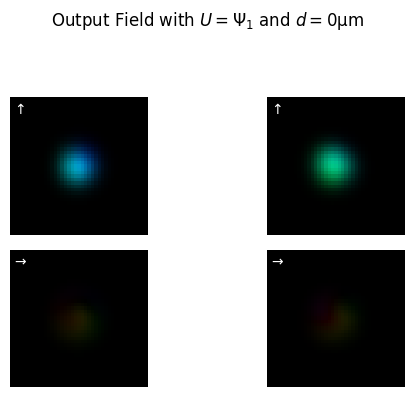 Output Field with U = Ψ₁ and d = 0μm
↑ ↑
→ →